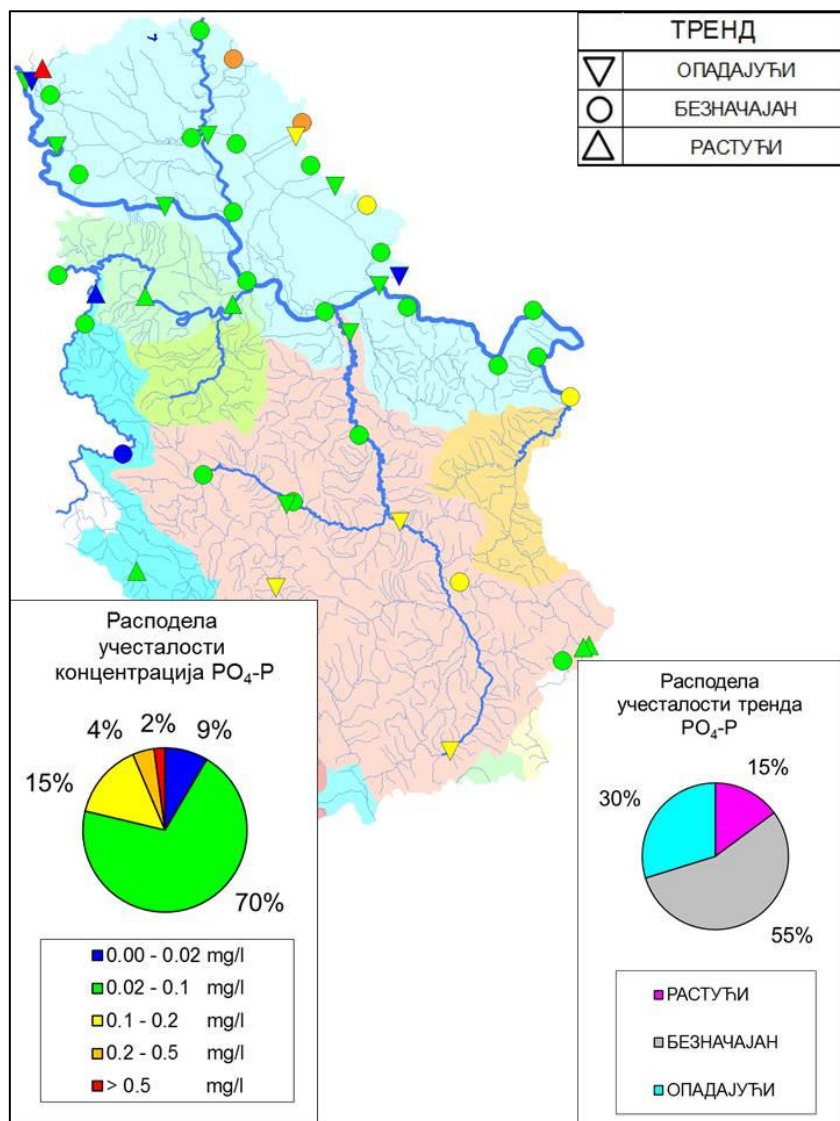 ТРЕНД
ОПАДАЈУЋИ
БЕЗНАЧАЈАН
РАСТУЋИ
Расподела
учесталости
концентрација PO₄-P
4%
2%
9%
15%
70%
0.00 - 0.02 mg/l
0.02 - 0.1 mg/l
0.1 - 0.2 mg/l
0.2 - 0.5 mg/l
> 0.5 mg/l
Расподела
учесталости тренда
PO₄-P
15%
30%
55%
РАСТУЋИ
БЕЗНАЧАЈАН
ОПАДАЈУЋИ